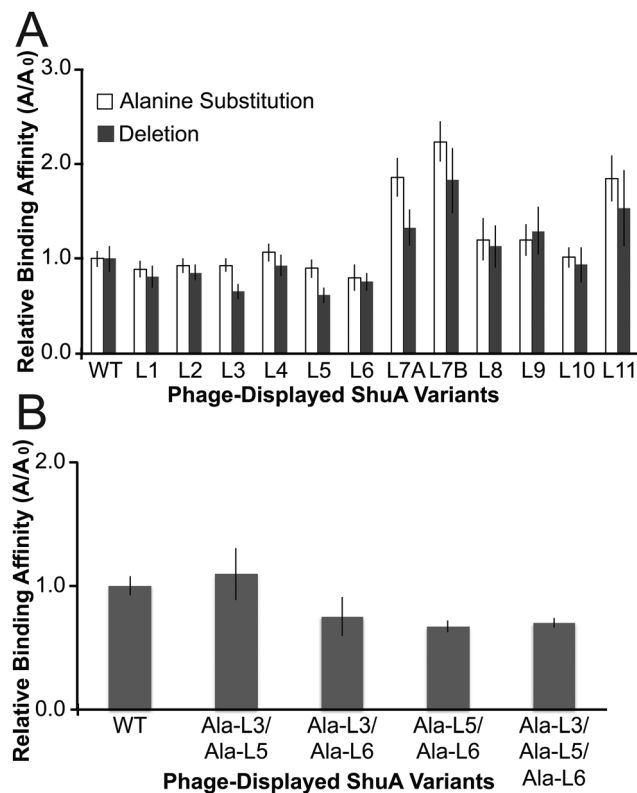 A
Relative Binding Affinity (A/A0)
3.0
2.0
1.0
0.0
Alanine Substitution
Deletion
WT L1 L2 L3 L4 L5 L6 L7A L7B L8 L9 L10 L11
Phage-Displayed ShuA Variants
B
Relative Binding Affinity (A/A0)
2.0
1.0
0.0
WT Ala-L3/ Ala-L3/ Ala-L5/ Ala-L3/
Ala-L5 Ala-L6 Ala-L6 Ala-L5/
Ala-L6
Phage-Displayed ShuA Variants